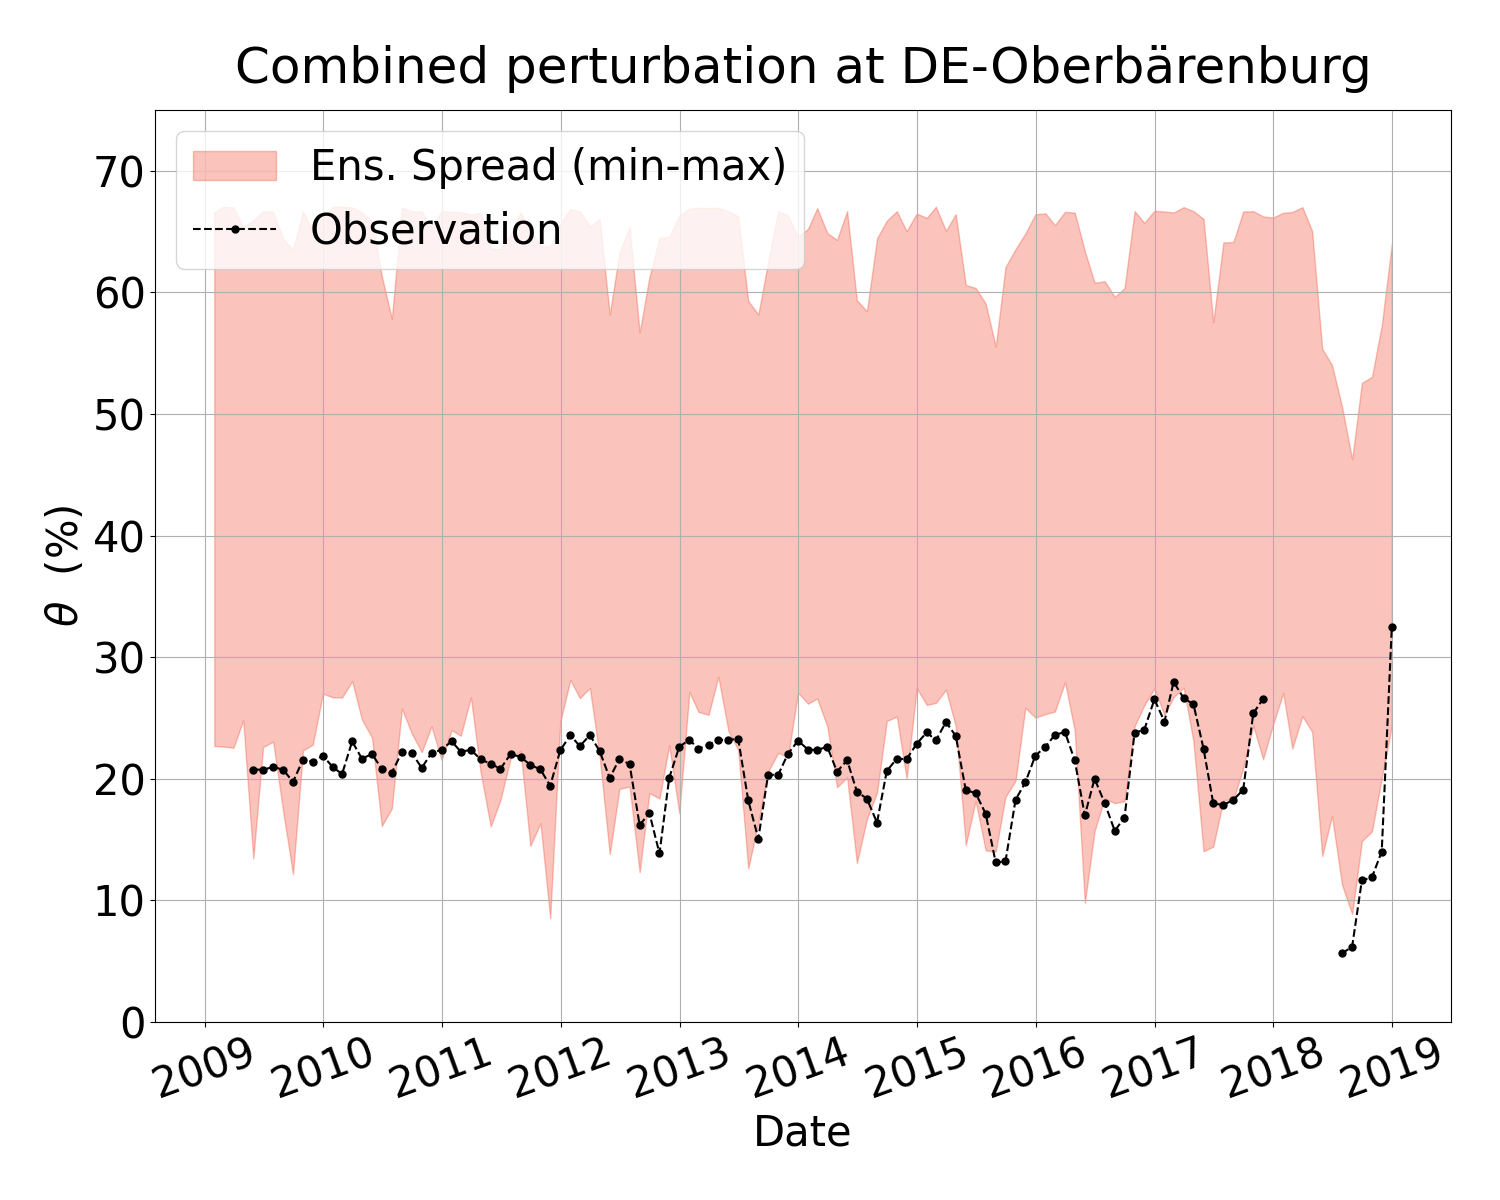 Combined perturbation at DE-Oberbärenburg
Ens. Spread (min-max)
Observation
70
60
50
40
30
20
10
0
θ (%)
2009 2010 2011 2012 2013 2014 2015 2016 2017 2018 2019
Date